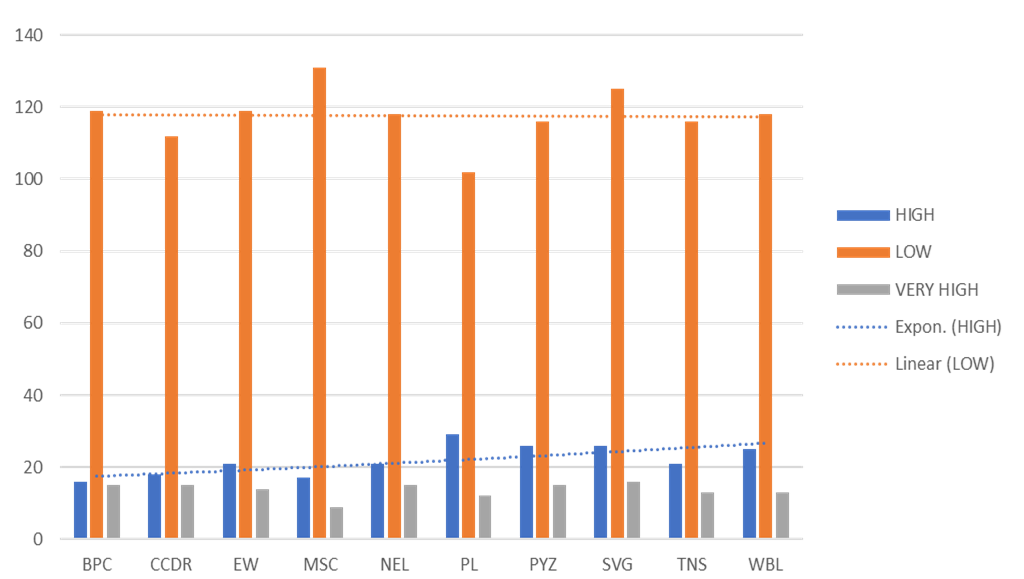 140
120
100
80
60
40
20
0
BPC CCDR EW MSC NEL PL PYZ SVG TNS WBL
HIGH
LOW
VERY HIGH
Expon. (HIGH)
Linear (LOW)